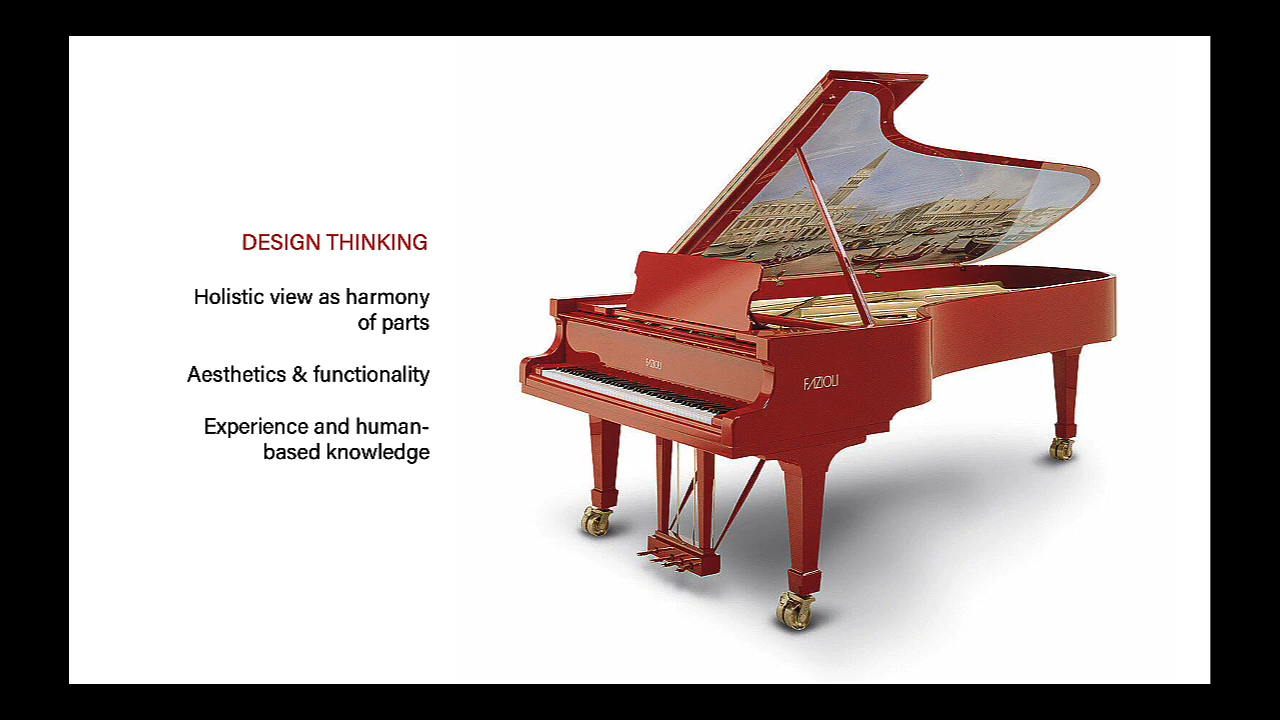 DESIGN THINKING
Holistic view as harmony
of parts
Aesthetics & functionality
Experience and human-
based knowledge
FAZIOLI
FAZIOLI